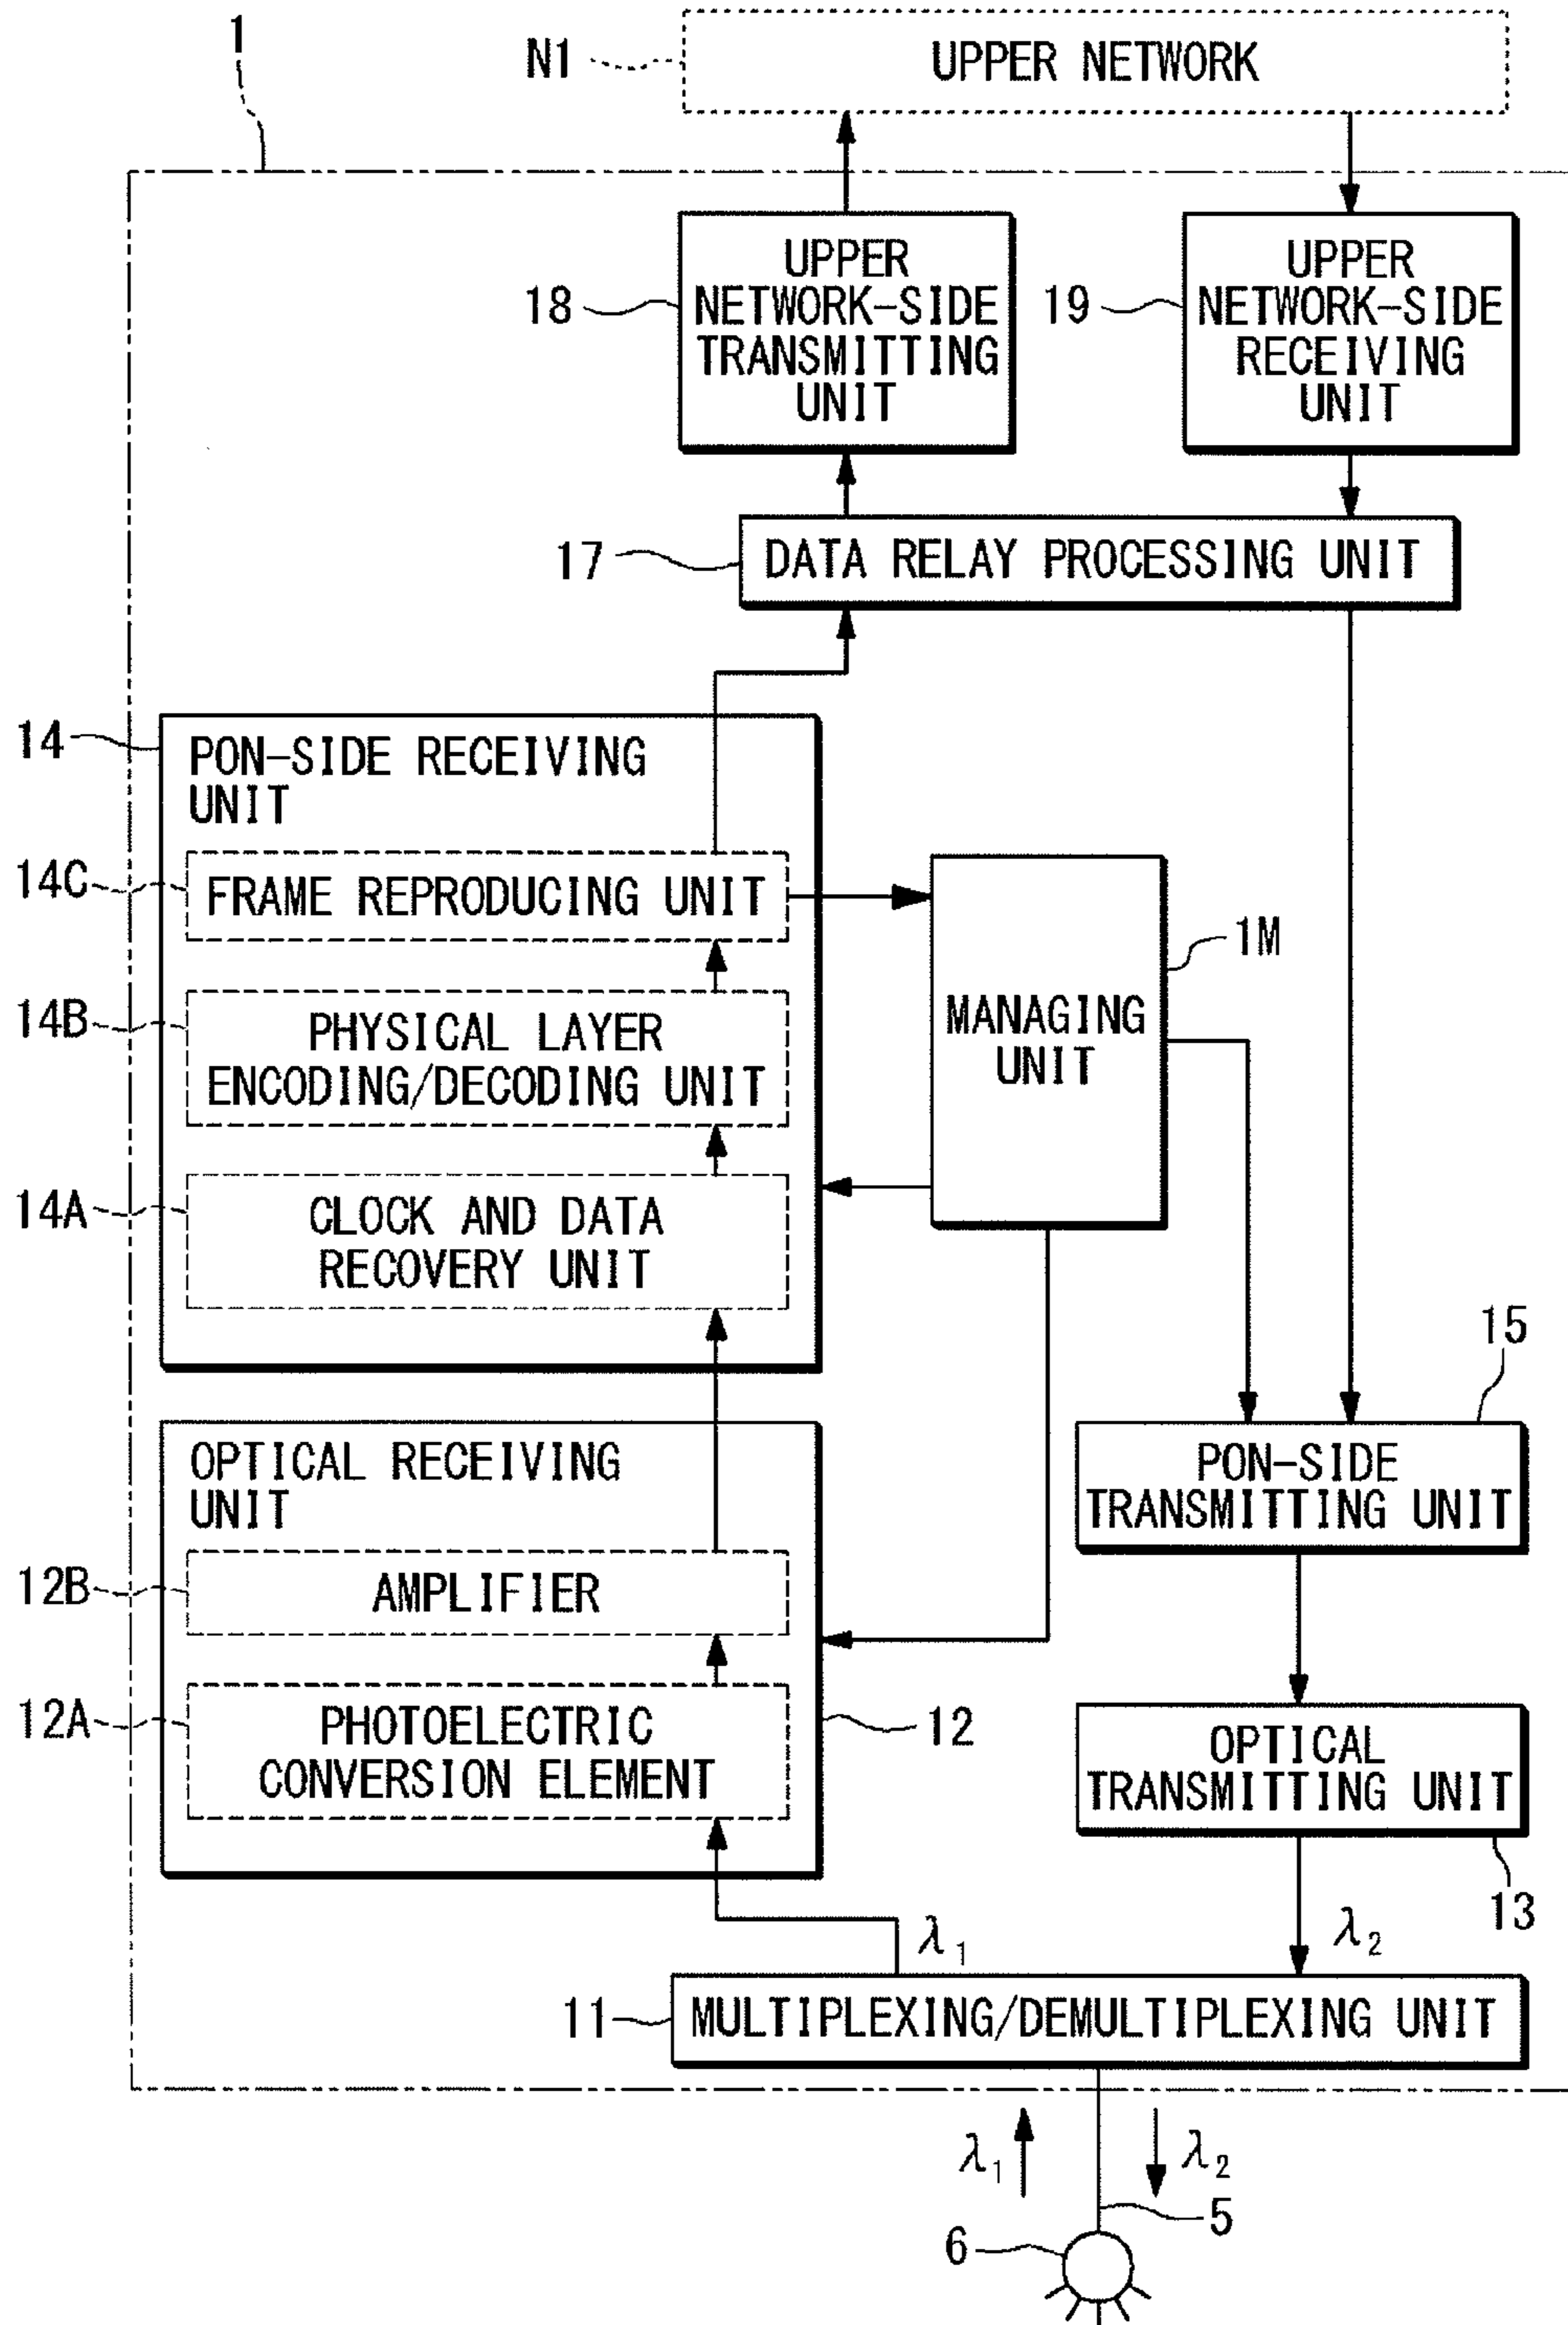 1
N1
UPPER NETWORK
18
UPPER
NETWORK-SIDE
TRANSMITTING
UNIT
19
UPPER
NETWORK-SIDE
RECEIVING
UNIT
17
DATA RELAY PROCESSING UNIT
14
PON-SIDE RECEIVING
UNIT
14C
FRAME REPRODUCING UNIT
14B
PHYSICAL LAYER
ENCODING/DECODING UNIT
14A
CLOCK AND DATA
RECOVERY UNIT
1M
MANAGING
UNIT
15
PON-SIDE
TRANSMITTING UNIT
OPTICAL RECEIVING
UNIT
12B
AMPLIFIER
12A
PHOTOELECTRIC
CONVERSION ELEMENT
12
OPTICAL
TRANSMITTING UNIT
13
λ1
λ2
11
MULTIPLEXING/DEMULTIPLEXING UNIT
λ1
λ2
5
6